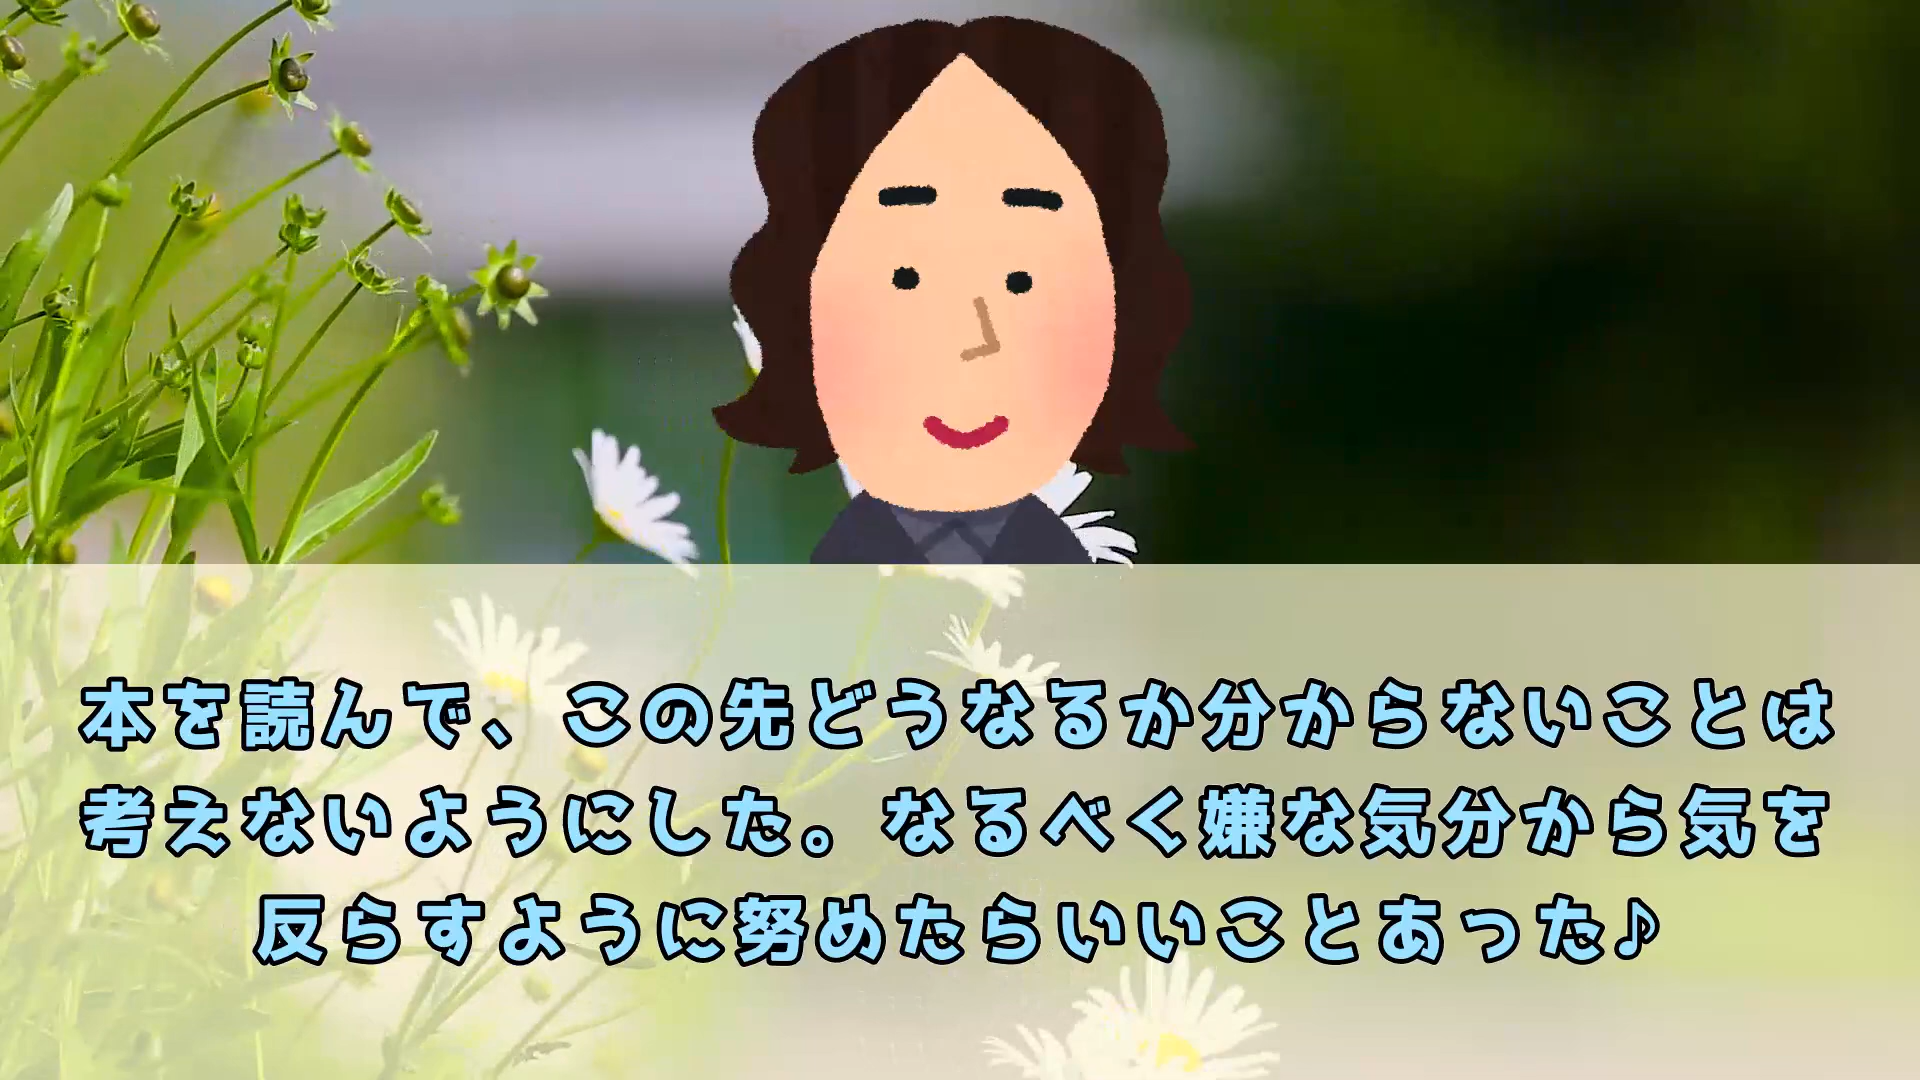 本を読んで、この先どうなるか分からないことは
考えないようにした。なるべく嫌な気分から気を
反らすように努めたらいいことあった♪